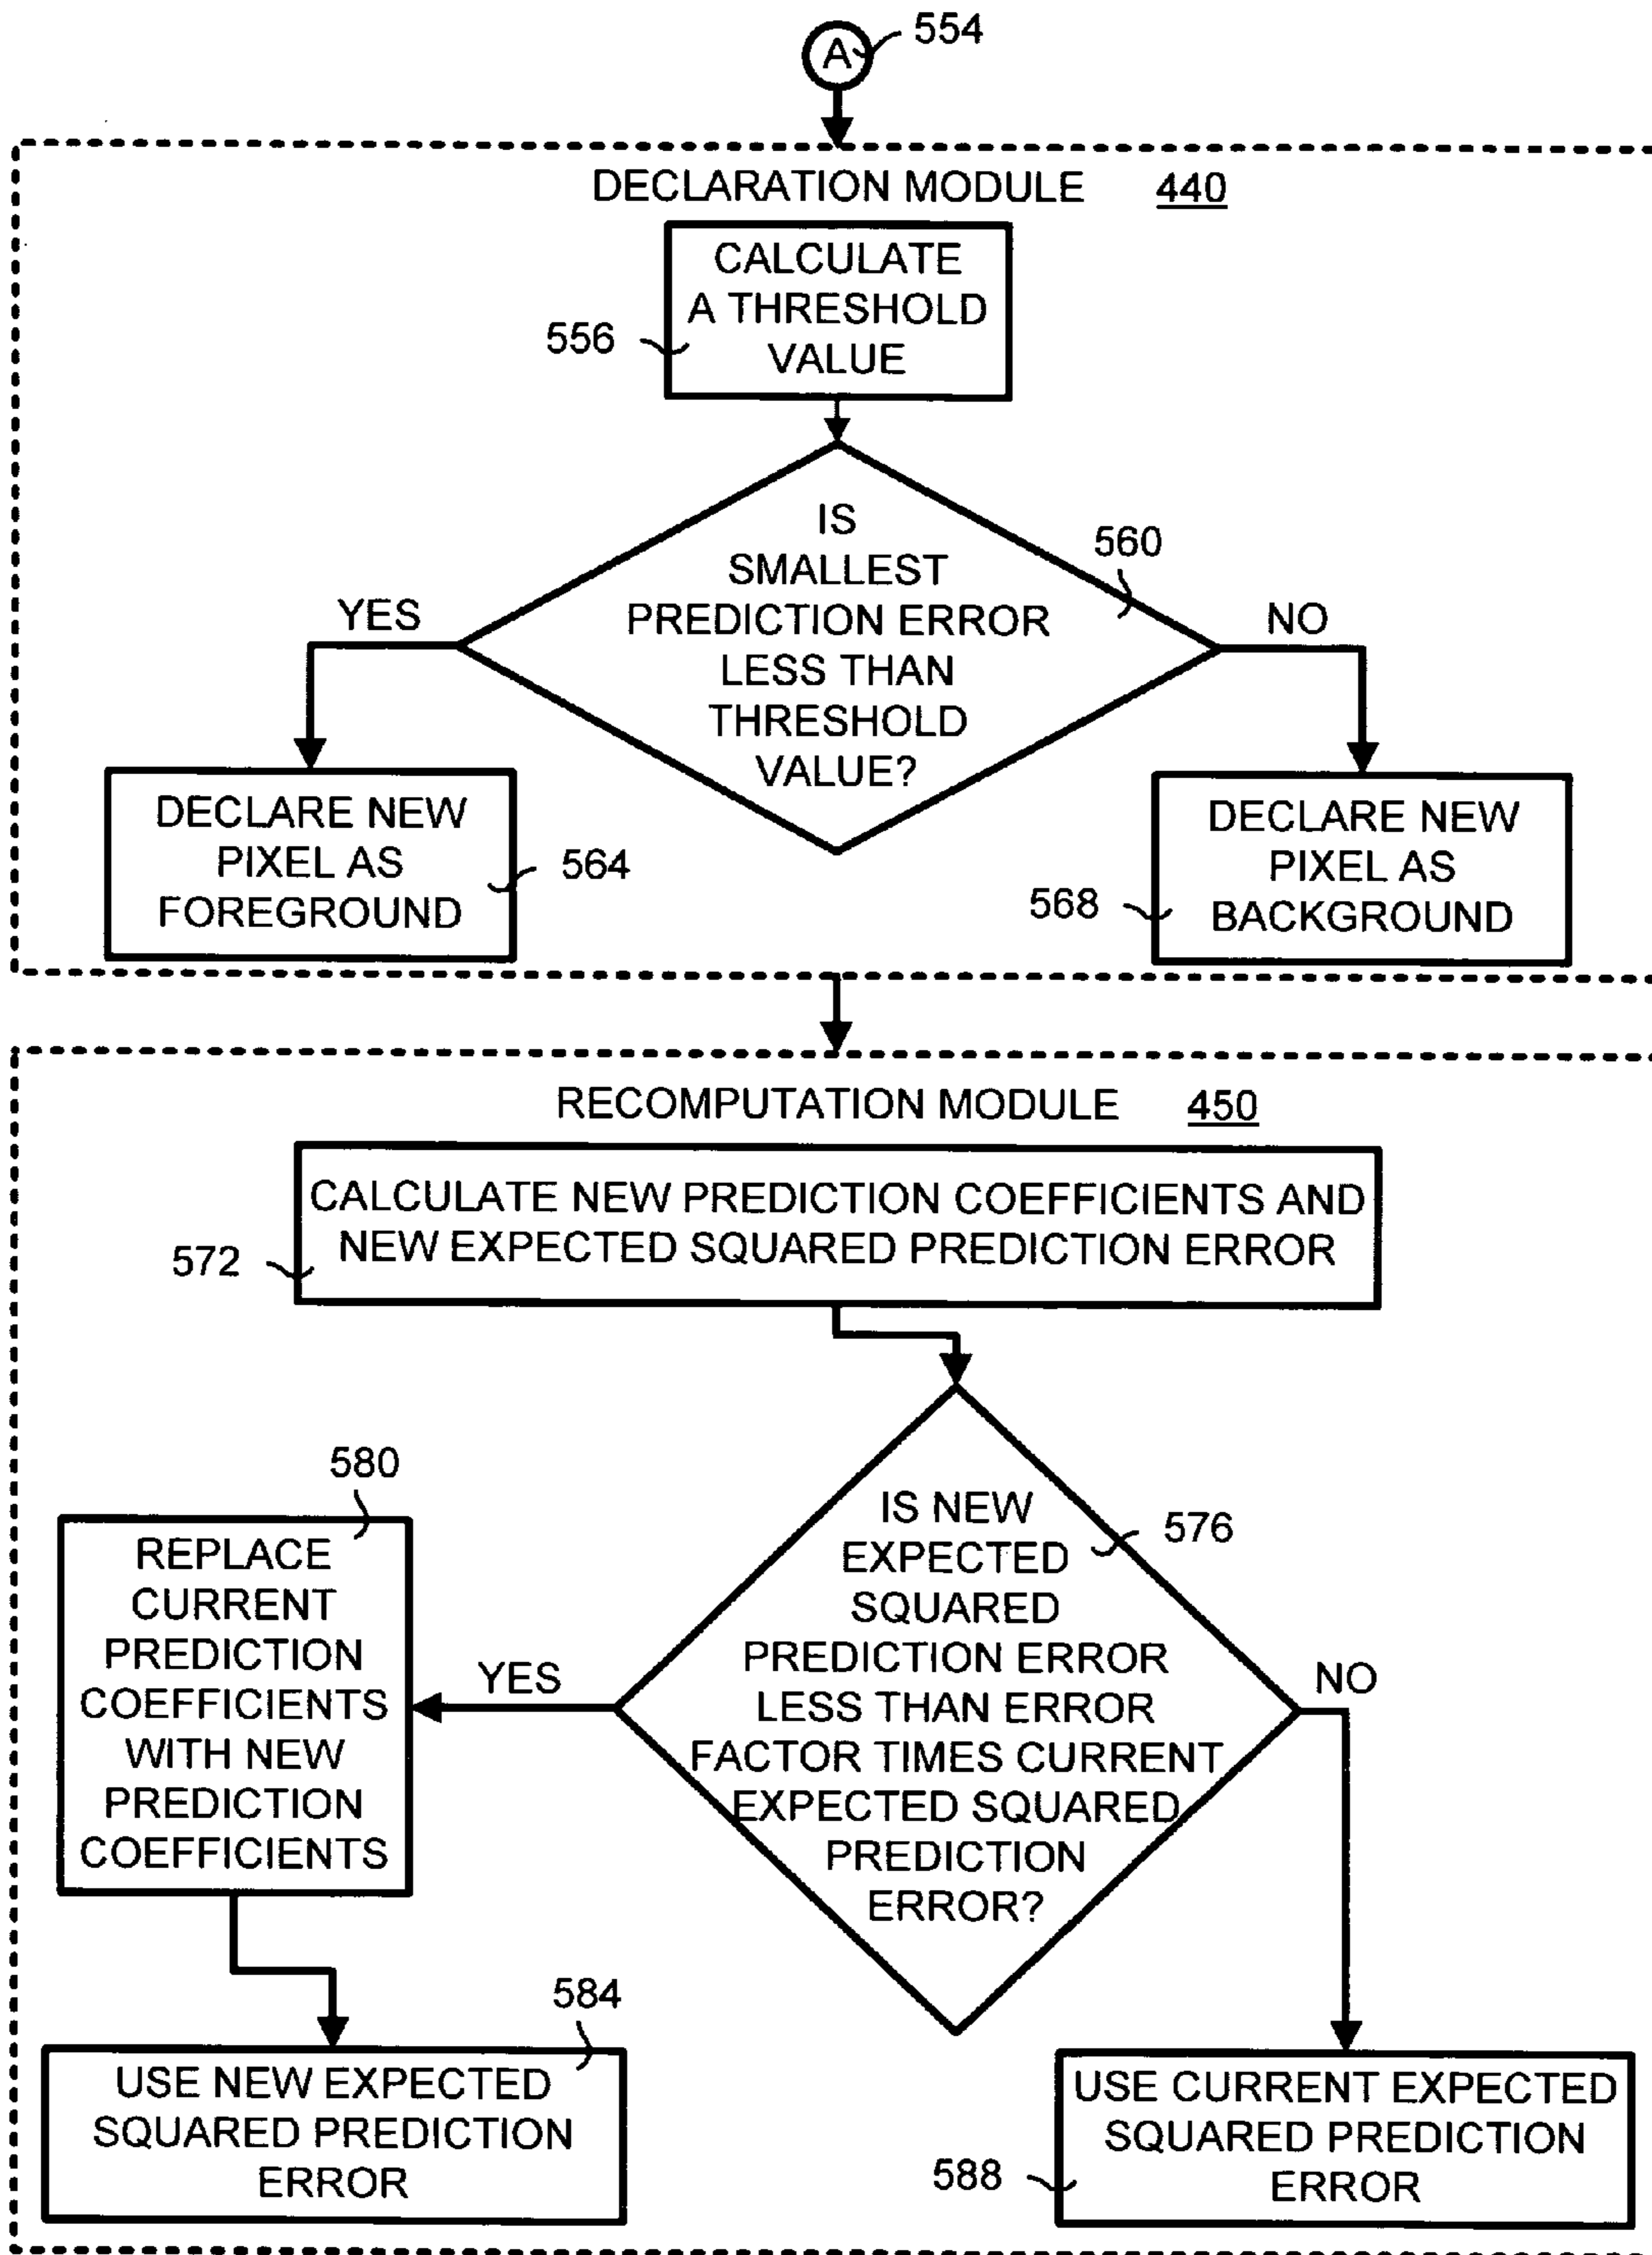 A 554
DECLARATION MODULE 440
CALCULATE
A THRESHOLD
VALUE
556
IS
SMALLEST
PREDICTION ERROR
LESS THAN
THRESHOLD
VALUE?
560
YES
NO
DECLARE NEW
PIXEL AS
FOREGROUND
564
DECLARE NEW
PIXEL AS
BACKGROUND
568
RECOMPUTATION MODULE 450
CALCULATE NEW PREDICTION COEFFICIENTS AND
NEW EXPECTED SQUARED PREDICTION ERROR
572
IS NEW
EXPECTED
SQUARED
PREDICTION ERROR
LESS THAN ERROR
FACTOR TIMES CURRENT
EXPECTED SQUARED
PREDICTION
ERROR?
576
YES
NO
580
REPLACE
CURRENT
PREDICTION
COEFFICIENTS
WITH NEW
PREDICTION
COEFFICIENTS
584
USE NEW EXPECTED
SQUARED PREDICTION
ERROR
USE CURRENT EXPECTED
SQUARED PREDICTION
ERROR
588